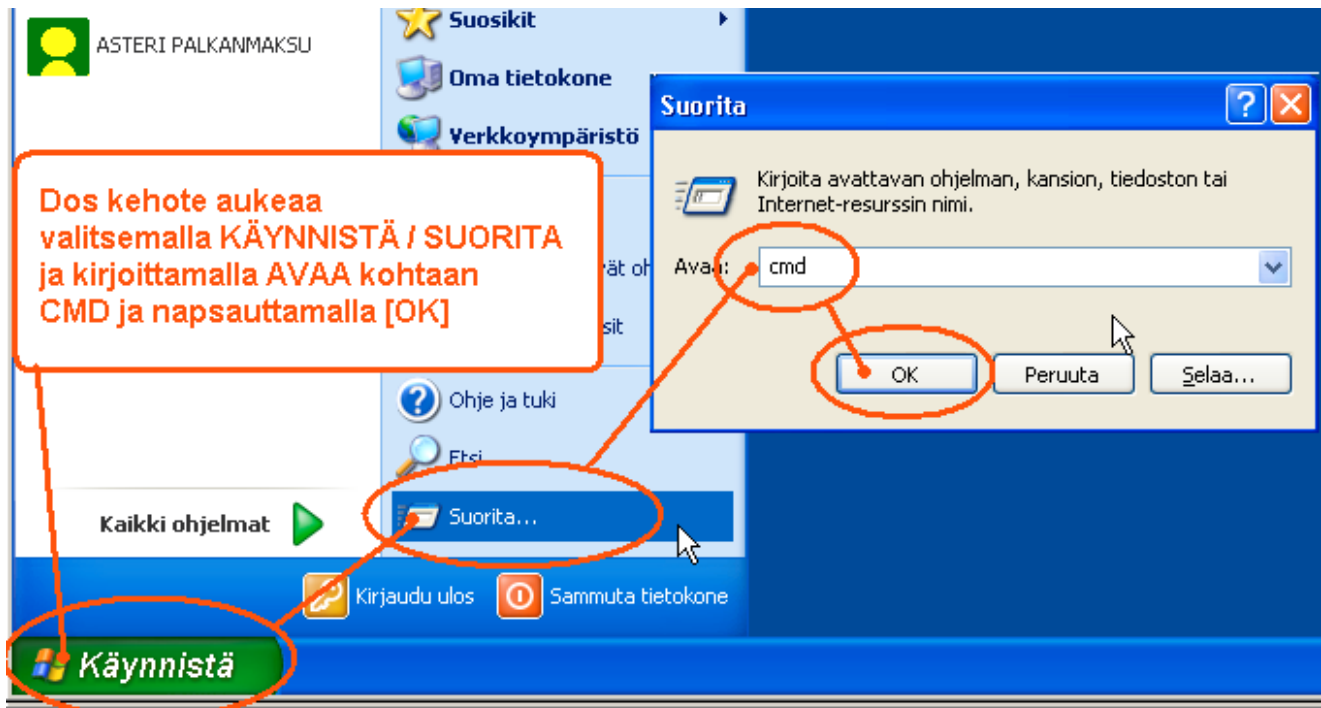 ASTERI PALKANMAKSU
Suosikit
Oma tietokone
Verkkoympäristö
Dos kehote aukeaa
valitsemalla KÄYNNISTÄ / SUORITA
ja kirjoittamalla AVAA kohtaan
CMD ja napsauttamalla [OK]
Ohje ja tuki
Etsi
Suorita...
Kaikki ohjelmat
Kirjaudu ulos
Sammuta tietokone
Käynnistä
Suorita
Kirjoita avattavan ohjelman, kansion, tiedoston tai
Internet-resurssin nimi.
Avaa: cmd
OK Peruuta Selaa...